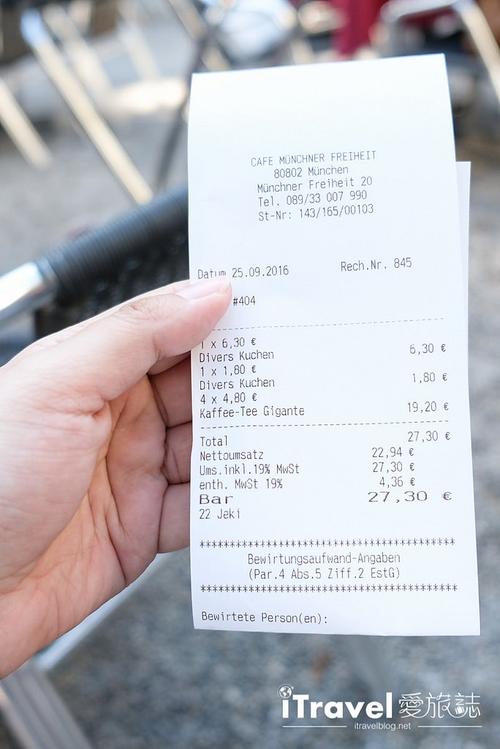 CAFE MÜNCHNER FREIHEIT
80802 München
Münchner Freiheit 20
Tel. 089/33 007 990
St-Nr: 143/165/00103
Datum 25.09.2016 Rech.Nr. 845
#404
1 x 6,30 €
Divers Kuchen 6,30 €
1 x 1,80 €
Divers Kuchen 1,80 €
4 x 4,80 €
Kaffee-Tee Gigante 19,20 €
Total 27,30 €
Nettoumsatz 22,94 €
Ums.inkl.19% MwSt 27,30 €
enth. MwSt 19% 4,36 €
Bar 27,30 €
22 Jeki
**************************************************
Bewirtungsaufwand-Angaben
(Par.4 Abs.5 Ziff.2 EstG)
**************************************************
Bewirtete Person(en):
iTravel 愛旅誌
itravelblog.net